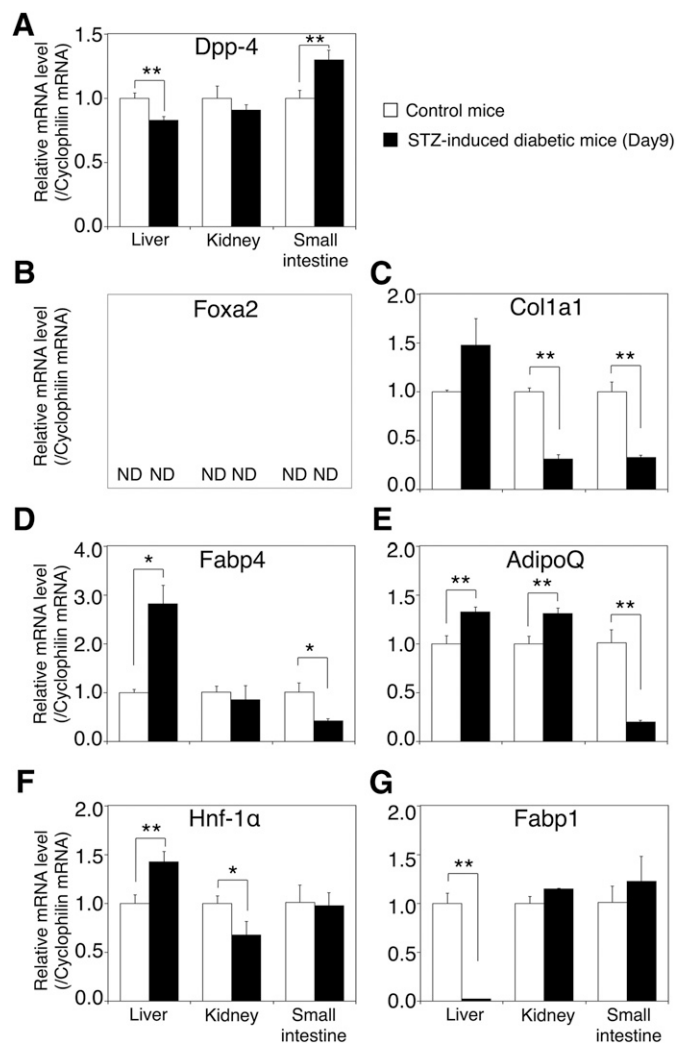 A
Dpp-4
Relative mRNA level
(/Cyclophilin mRNA)
1.5
1.0
0.5
0.0
**
**
Liver
Kidney
Small
intestine
Control mice
STZ-induced diabetic mice (Day9)
B
Foxa2
Relative mRNA level
(/Cyclophilin mRNA)
ND ND
ND ND
ND ND
C
Col1a1
2.0
1.5
1.0
0.5
0.0
**
**
D
Fabp4
Relative mRNA level
(/Cyclophilin mRNA)
4.0
3.0
2.0
1.0
0.0
*
*
E
AdipoQ
2.0
1.5
1.0
0.5
0.0
**
**
**
F
Hnf-1α
Relative mRNA level
(/Cyclophilin mRNA)
2.0
1.5
1.0
0.5
0.0
**
*
Liver
Kidney
Small
intestine
G
Fabp1
2.0
1.5
1.0
0.5
0.0
**
Liver
Kidney
Small
intestine